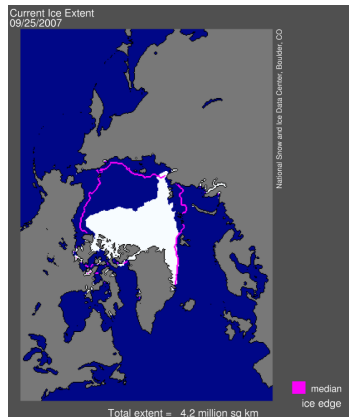 Current Ice Extent
09/25/2007
National Snow and Ice Data Center, Boulder, CO
median
ice edge
Total extent = 4.2 million sq km